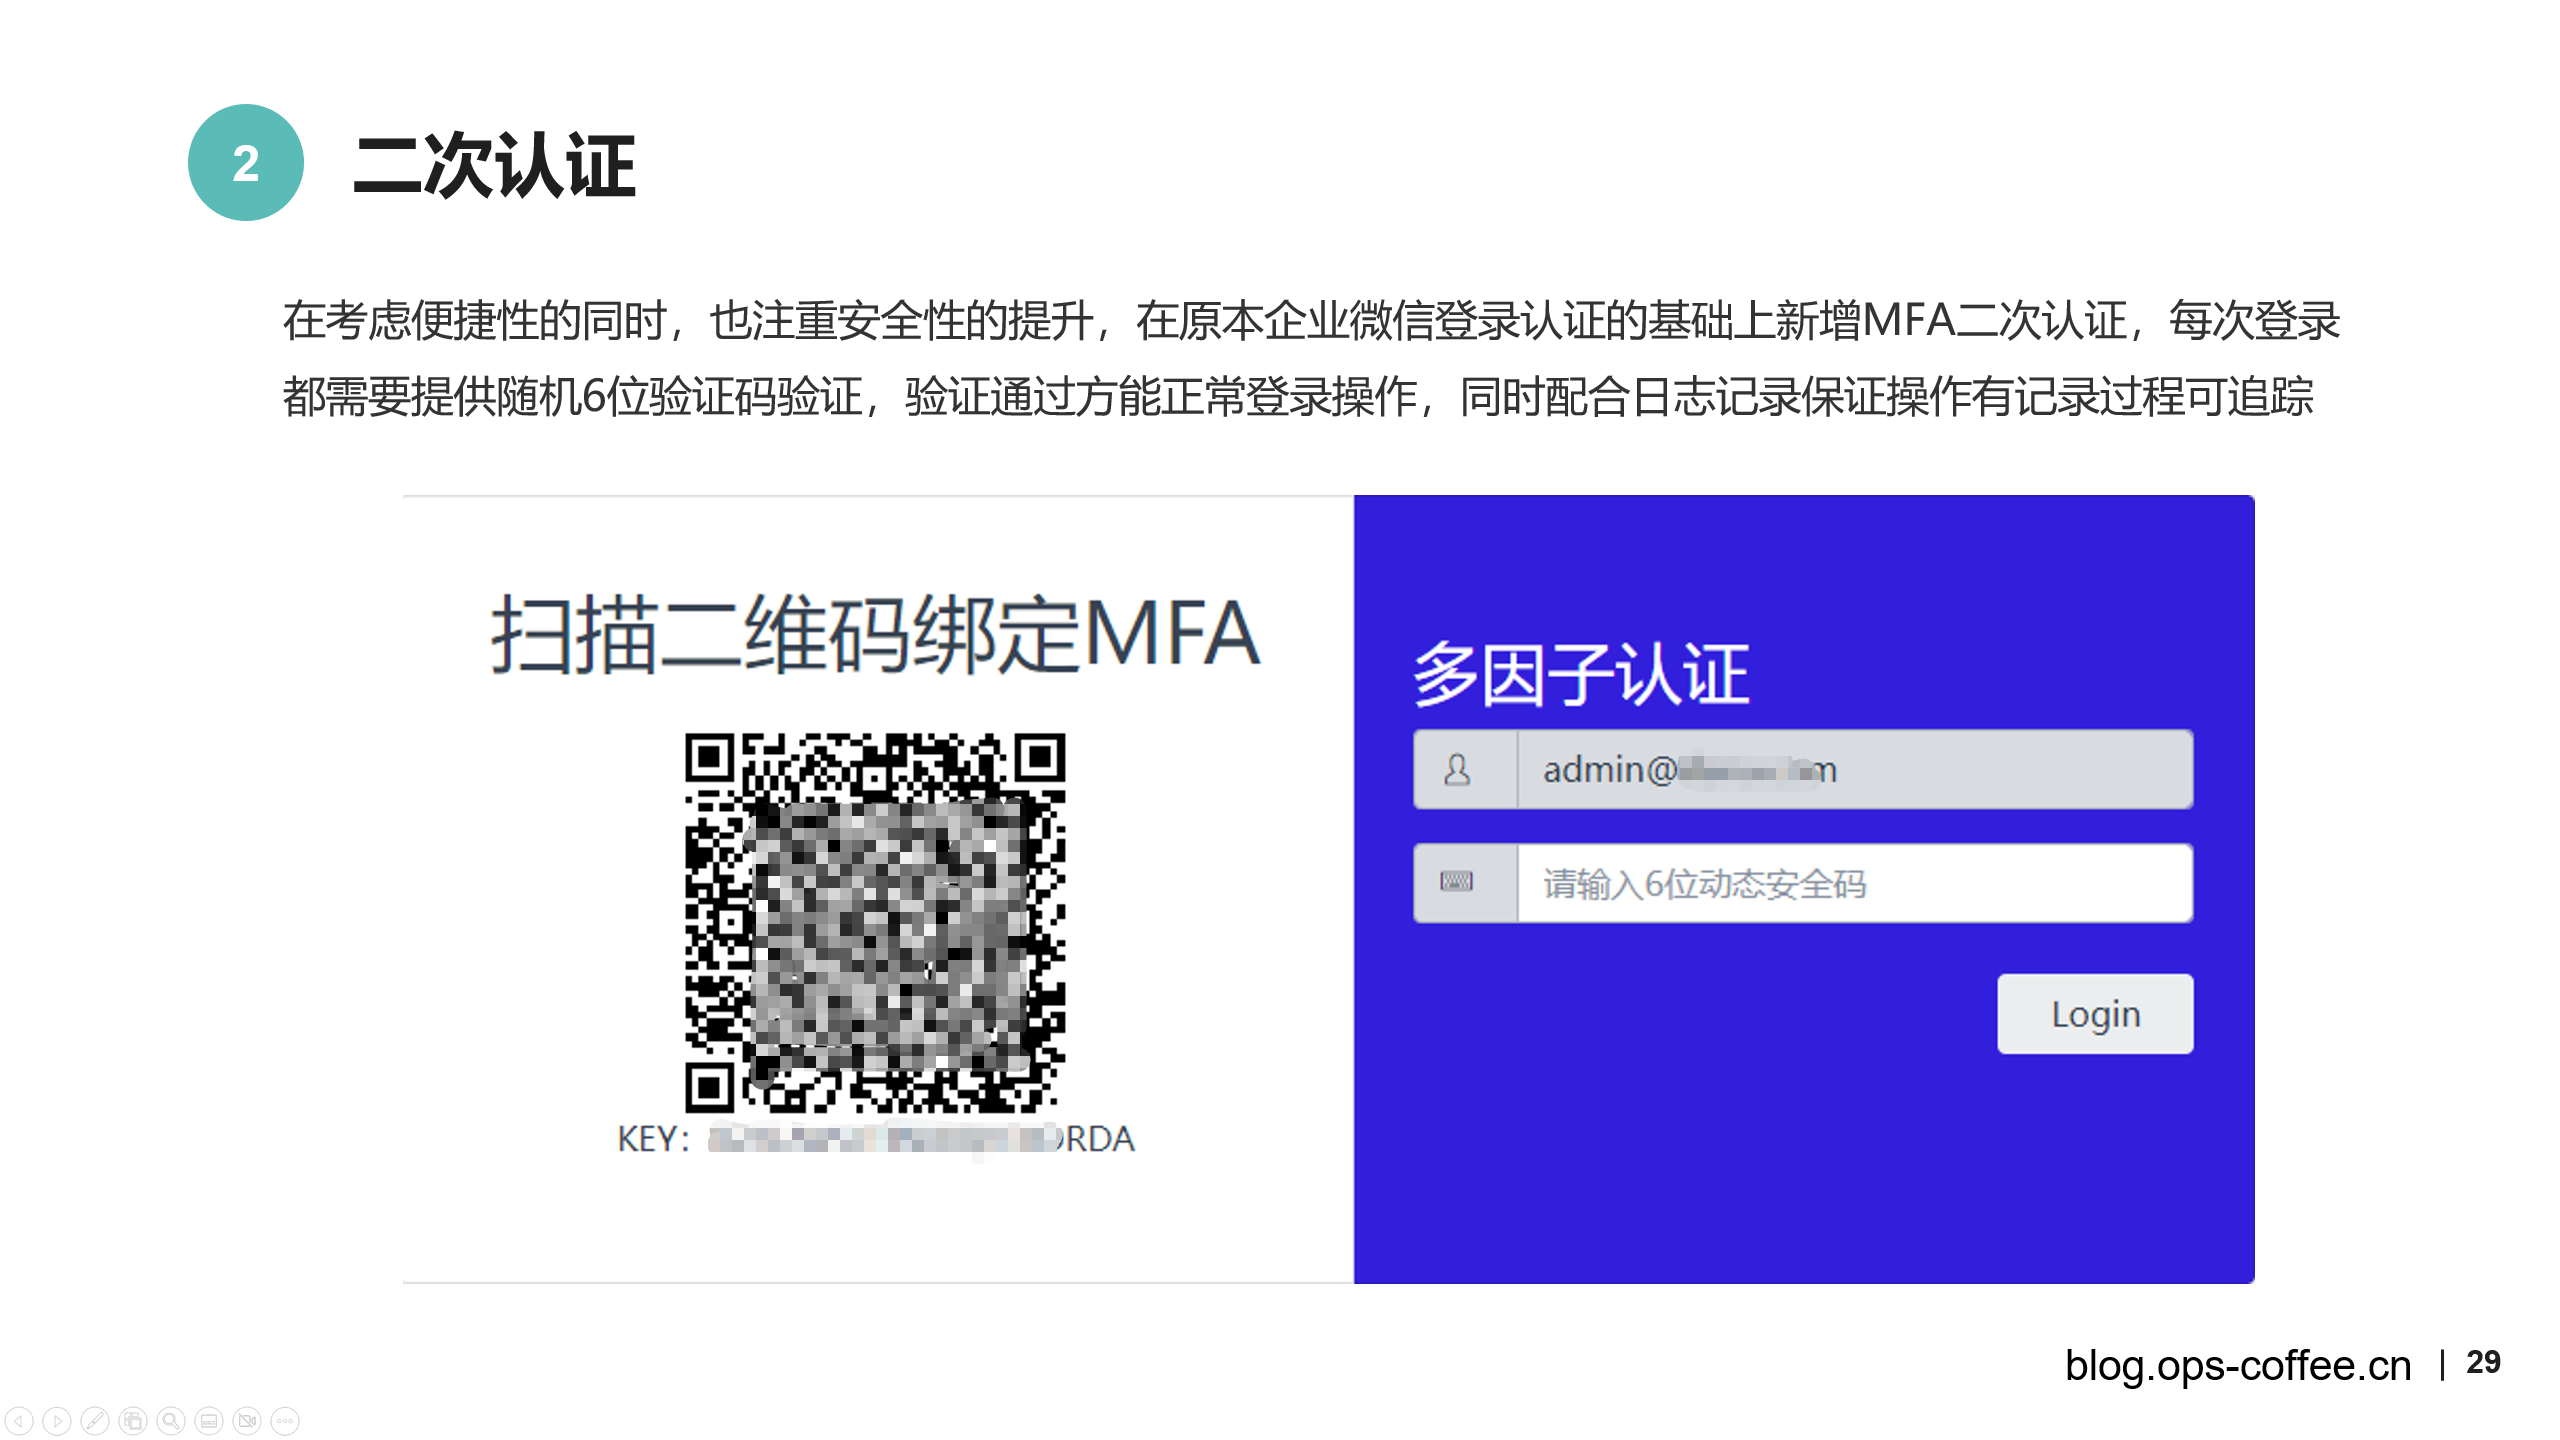 2
二次认证
在考虑便捷性的同时，也注重安全性的提升，在原本企业微信登录认证的基础上新增MFA二次认证，每次登录
都需要提供随机6位验证码验证，验证通过方能正常登录操作，同时配合日志记录保证操作有记录过程可追踪
扫描二维码绑定MFA
KEY: RDA
多因子认证
admin@
请输入6位动态安全码
Login
blog.ops-coffee.cn | 29